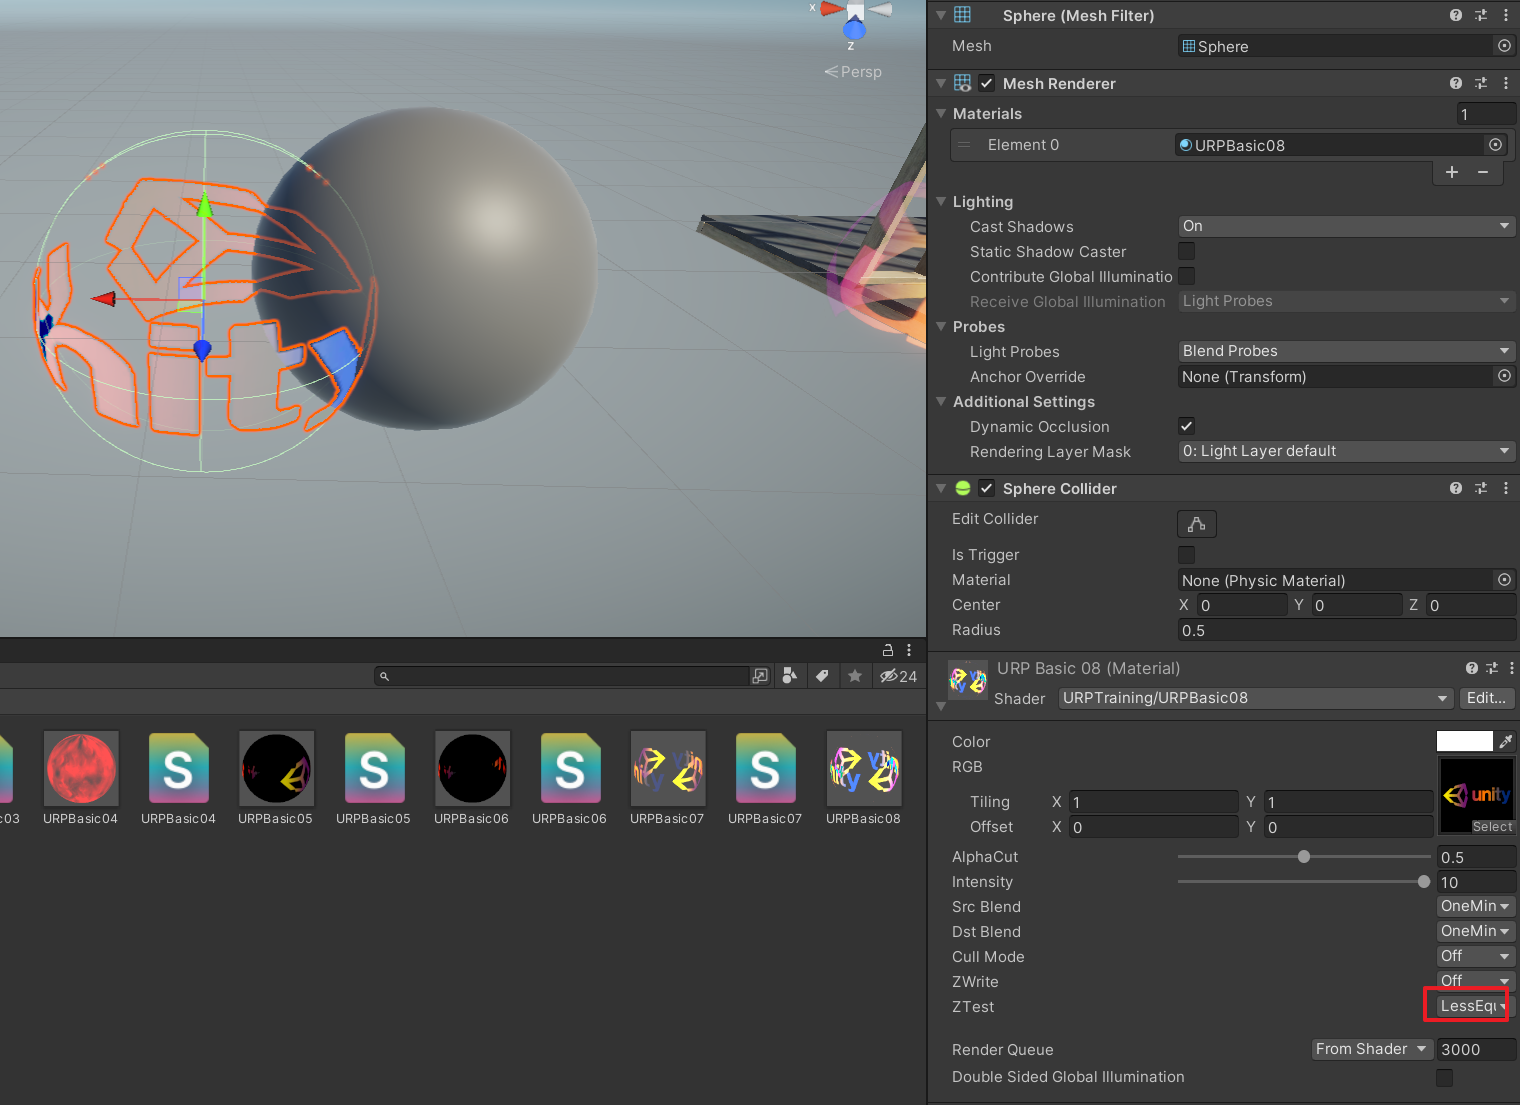 X
Z
Persp
24
c03
URPBasic04
URPBasic04
URPBasic05
URPBasic05
URPBasic06
URPBasic06
URPBasic07
URPBasic07
URPBasic08
Sphere (Mesh Filter)
Mesh
Sphere
Mesh Renderer
Materials
1
Element 0
URPBasic08
Lighting
Cast Shadows
On
Static Shadow Caster
Contribute Global Illuminatio
Receive Global Illumination
Light Probes
Probes
Light Probes
Blend Probes
Anchor Override
None (Transform)
Additional Settings
Dynamic Occlusion
Rendering Layer Mask
0: Light Layer default
Sphere Collider
Edit Collider
Is Trigger
Material
None (Physic Material)
Center
X 0 Y 0 Z 0
Radius
0.5
URP Basic 08 (Material)
Shader
URPTraining/URPBasic08
Edit...
Color
RGB
Tiling
X 1 Y 1
Offset
X 0 Y 0
unity
Select
AlphaCut
0.5
Intensity
10
Src Blend
OneMin
Dst Blend
OneMin
Cull Mode
Off
ZWrite
Off
ZTest
LessEqu
Render Queue
From Shader
3000
Double Sided Global Illumination